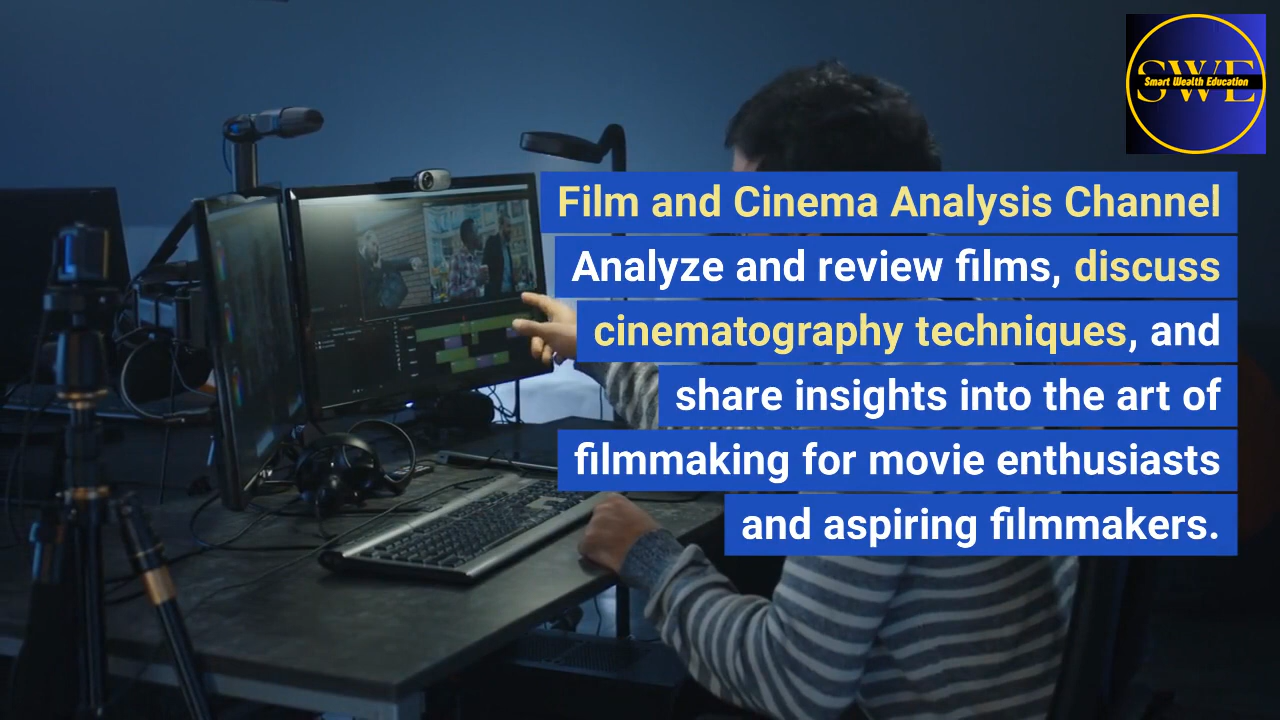 SWE
Smart Wealth Education
Film and Cinema Analysis Channel
Analyze and review films, discuss
cinematography techniques, and
share insights into the art of
filmmaking for movie enthusiasts
and aspiring filmmakers.